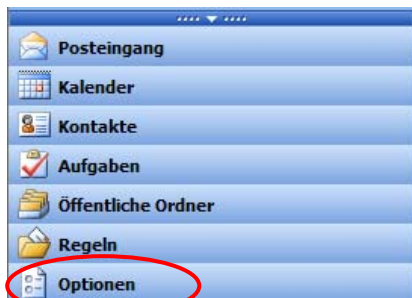 Posteingang
Kalender
Kontakte
Aufgaben
Öffentliche Ordner
Regeln
Optionen